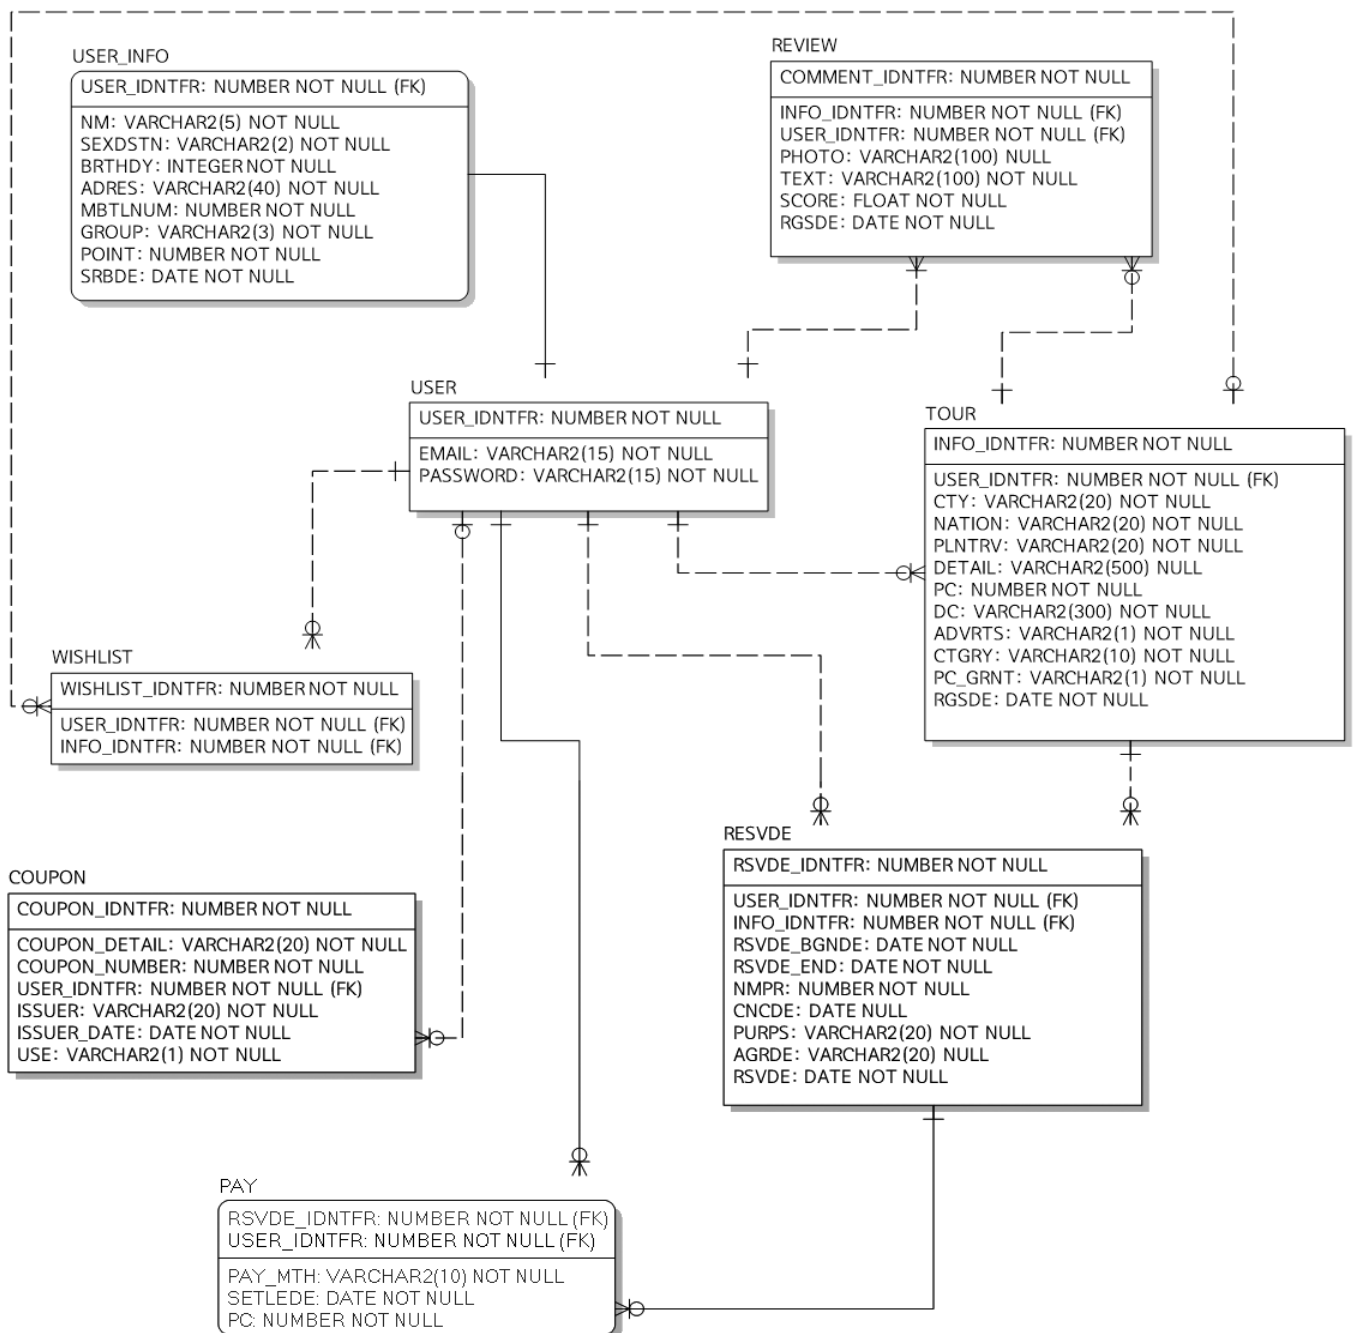 USER_INFO
USER_IDNTFR: NUMBER NOT NULL (FK)
NM: VARCHAR2(5) NOT NULL
SEXDSTN: VARCHAR2(2) NOT NULL
BRTHDY: INTEGER NOT NULL
ADRES: VARCHAR2(40) NOT NULL
MBTLNUM: NUMBER NOT NULL
GROUP: VARCHAR2(3) NOT NULL
POINT: NUMBER NOT NULL
SRBDE: DATE NOT NULL
REVIEW
COMMENT_IDNTFR: NUMBER NOT NULL
INFO_IDNTFR: NUMBER NOT NULL (FK)
USER_IDNTFR: NUMBER NOT NULL (FK)
PHOTO: VARCHAR2(100) NULL
TEXT: VARCHAR2(100) NOT NULL
SCORE: FLOAT NOT NULL
RGSDE: DATE NOT NULL
USER
USER_IDNTFR: NUMBER NOT NULL
EMAIL: VARCHAR2(15) NOT NULL
PASSWORD: VARCHAR2(15) NOT NULL
TOUR
INFO_IDNTFR: NUMBER NOT NULL
USER_IDNTFR: NUMBER NOT NULL (FK)
CTY: VARCHAR2(20) NOT NULL
NATION: VARCHAR2(20) NOT NULL
PLNTRV: VARCHAR2(20) NOT NULL
DETAIL: VARCHAR2(500) NULL
PC: NUMBER NOT NULL
DC: VARCHAR2(300) NOT NULL
ADVRTS: VARCHAR2(1) NOT NULL
CTGRY: VARCHAR2(10) NOT NULL
PC_GRNT: VARCHAR2(1) NOT NULL
RGSDE: DATE NOT NULL
WISHLIST
WISHLIST_IDNTFR: NUMBER NOT NULL
USER_IDNTFR: NUMBER NOT NULL (FK)
INFO_IDNTFR: NUMBER NOT NULL (FK)
RESVDE
RSVDE_IDNTFR: NUMBER NOT NULL
USER_IDNTFR: NUMBER NOT NULL (FK)
INFO_IDNTFR: NUMBER NOT NULL (FK)
RSVDE_BGNDE: DATE NOT NULL
RSVDE_END: DATE NOT NULL
NMPR: NUMBER NOT NULL
CNCDE: DATE NULL
PURPS: VARCHAR2(20) NOT NULL
AGRDE: VARCHAR2(20) NULL
RSVDE: DATE NOT NULL
COUPON
COUPON_IDNTFR: NUMBER NOT NULL
COUPON_DETAIL: VARCHAR2(20) NOT NULL
COUPON_NUMBER: NUMBER NOT NULL
USER_IDNTFR: NUMBER NOT NULL (FK)
ISSUER: VARCHAR2(20) NOT NULL
ISSUER_DATE: DATE NOT NULL
USE: VARCHAR2(1) NOT NULL
PAY
RSVDE_IDNTFR: NUMBER NOT NULL (FK)
USER_IDNTFR: NUMBER NOT NULL (FK)
PAY_MTH: VARCHAR2(10) NOT NULL
SETLEDE: DATE NOT NULL
PC: NUMBER NOT NULL